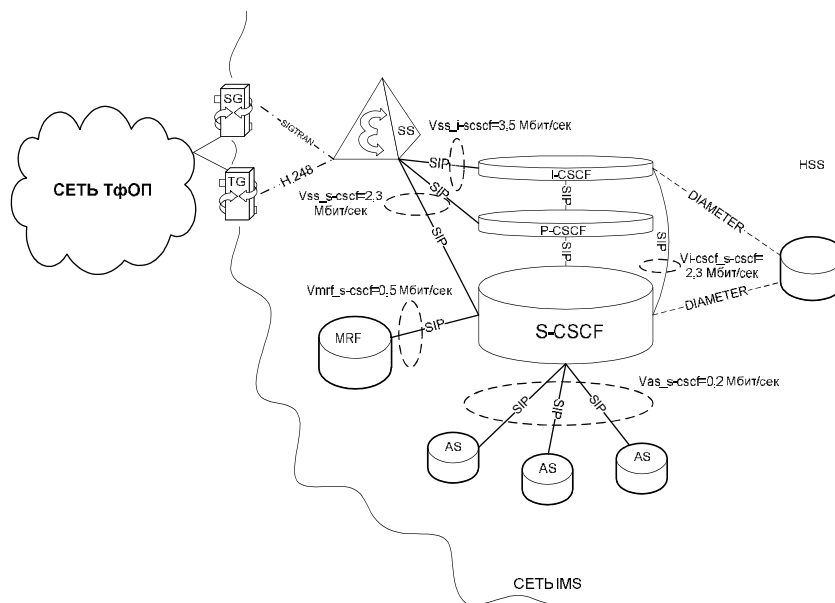 SG
SIGTRAN
SS
Vss_i-scscf=3,5 Мбит/сек
SIP
I-CSCF
HSS
СЕТЬ ТфОП
TG
H.248
Vss_s-cscf=2,3
Мбит/сек
SIP
SIP
P-CSCF
DIAMETER
SIP
SIP
SIP
Vi-cscf_s-cscf=
2,3 Мбит/сек
DIAMETER
Vmrf_s-cscf=0,5 Мбит/сек
MRF
SIP
S-CSCF
Vas_s-cscf=0,2 Мбит/сек
SIP
SIP
SIP
AS
AS
AS
СЕТЬ IMS